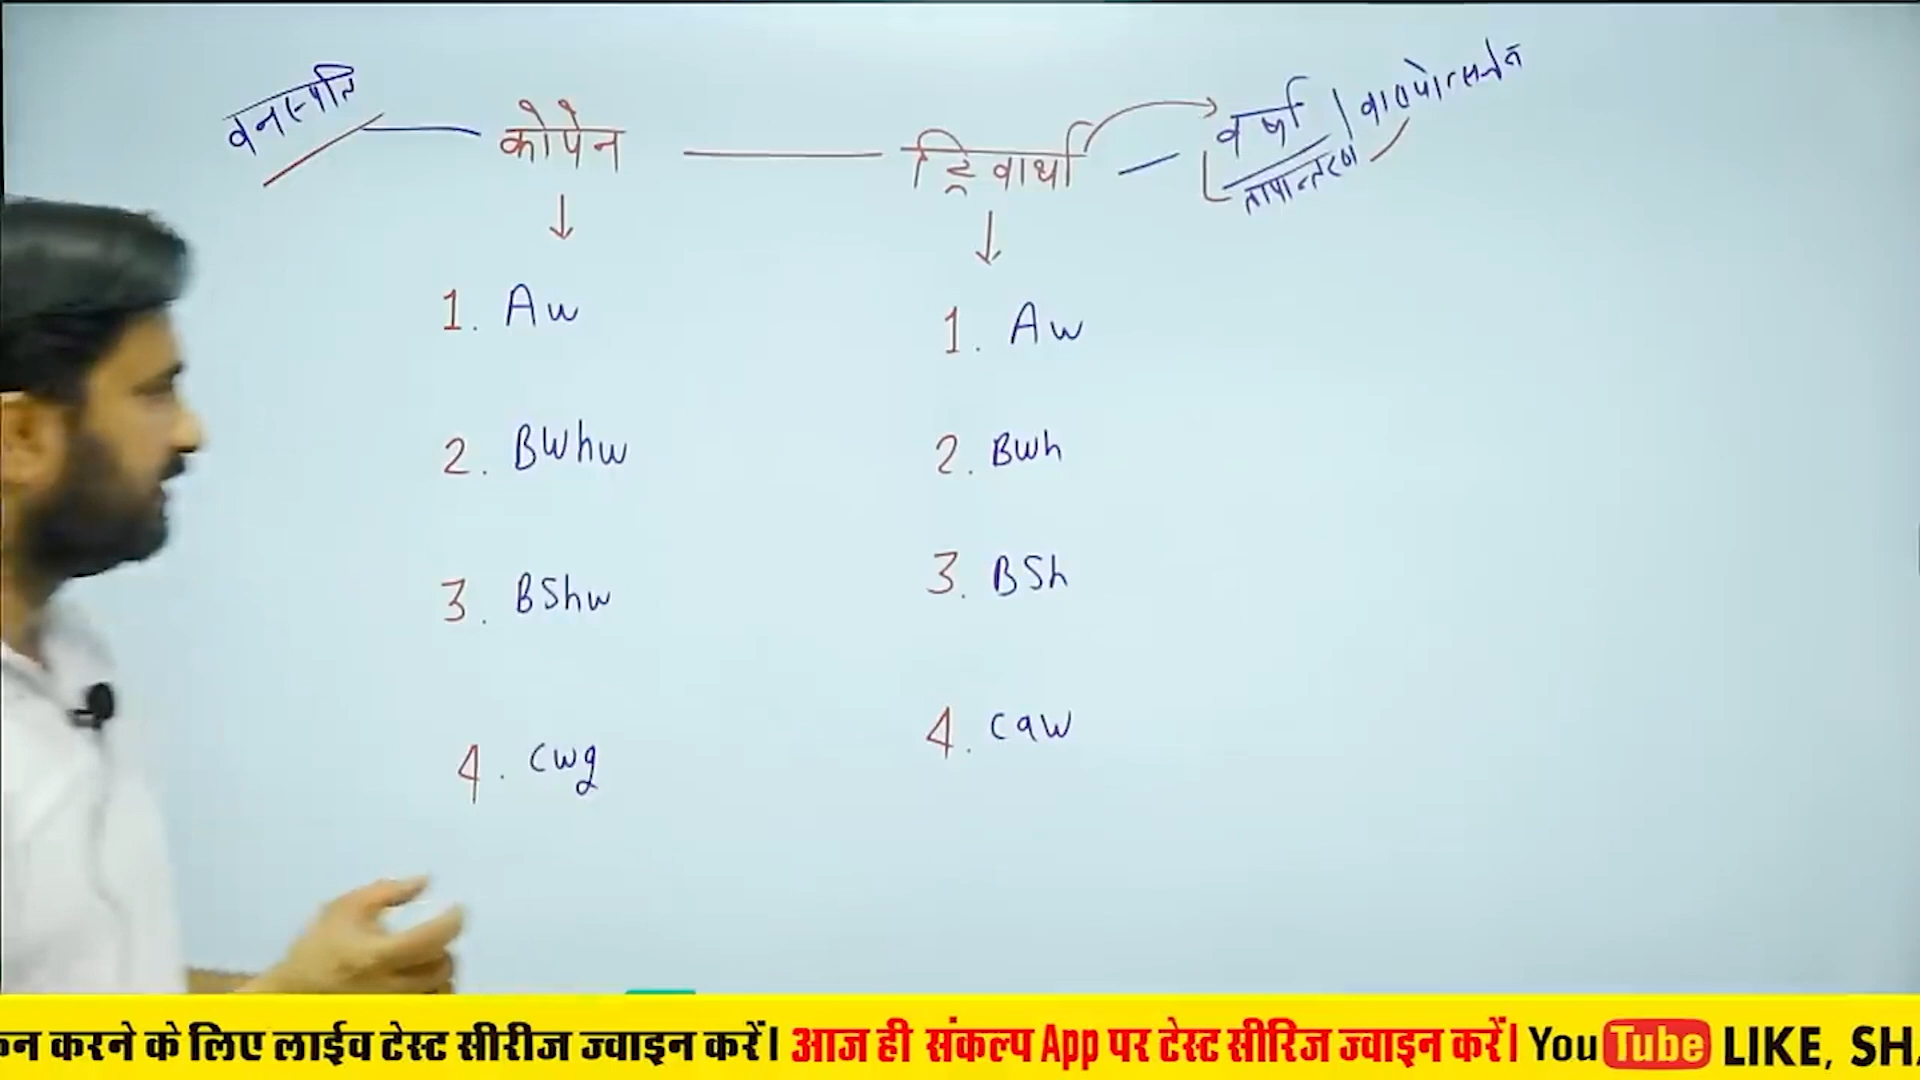 वनस्पति — कोपेन — ट्रिवार्था — वर्षा / वाष्पोत्सर्जन
तापान्तरण
1. Aw
1. Aw
2. BWhw
2. Bwh
3. BShw
3. BSh
4. Cwg
4. Caw
न करने के लिए लाईव टेस्ट सीरीज ज्वाइन करें। आज ही संकल्प App पर टेस्ट सीरिज ज्वाइन करें। YouTube LIKE, SH